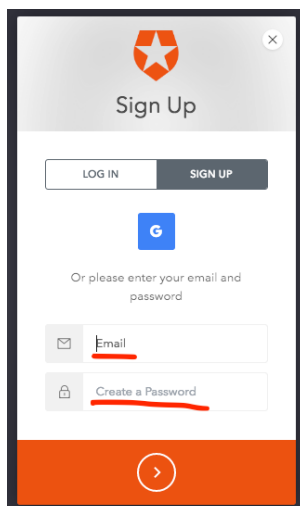 Sign Up
LOG IN SIGN UP
G
Or please enter your email and
password
Email
Create a Password